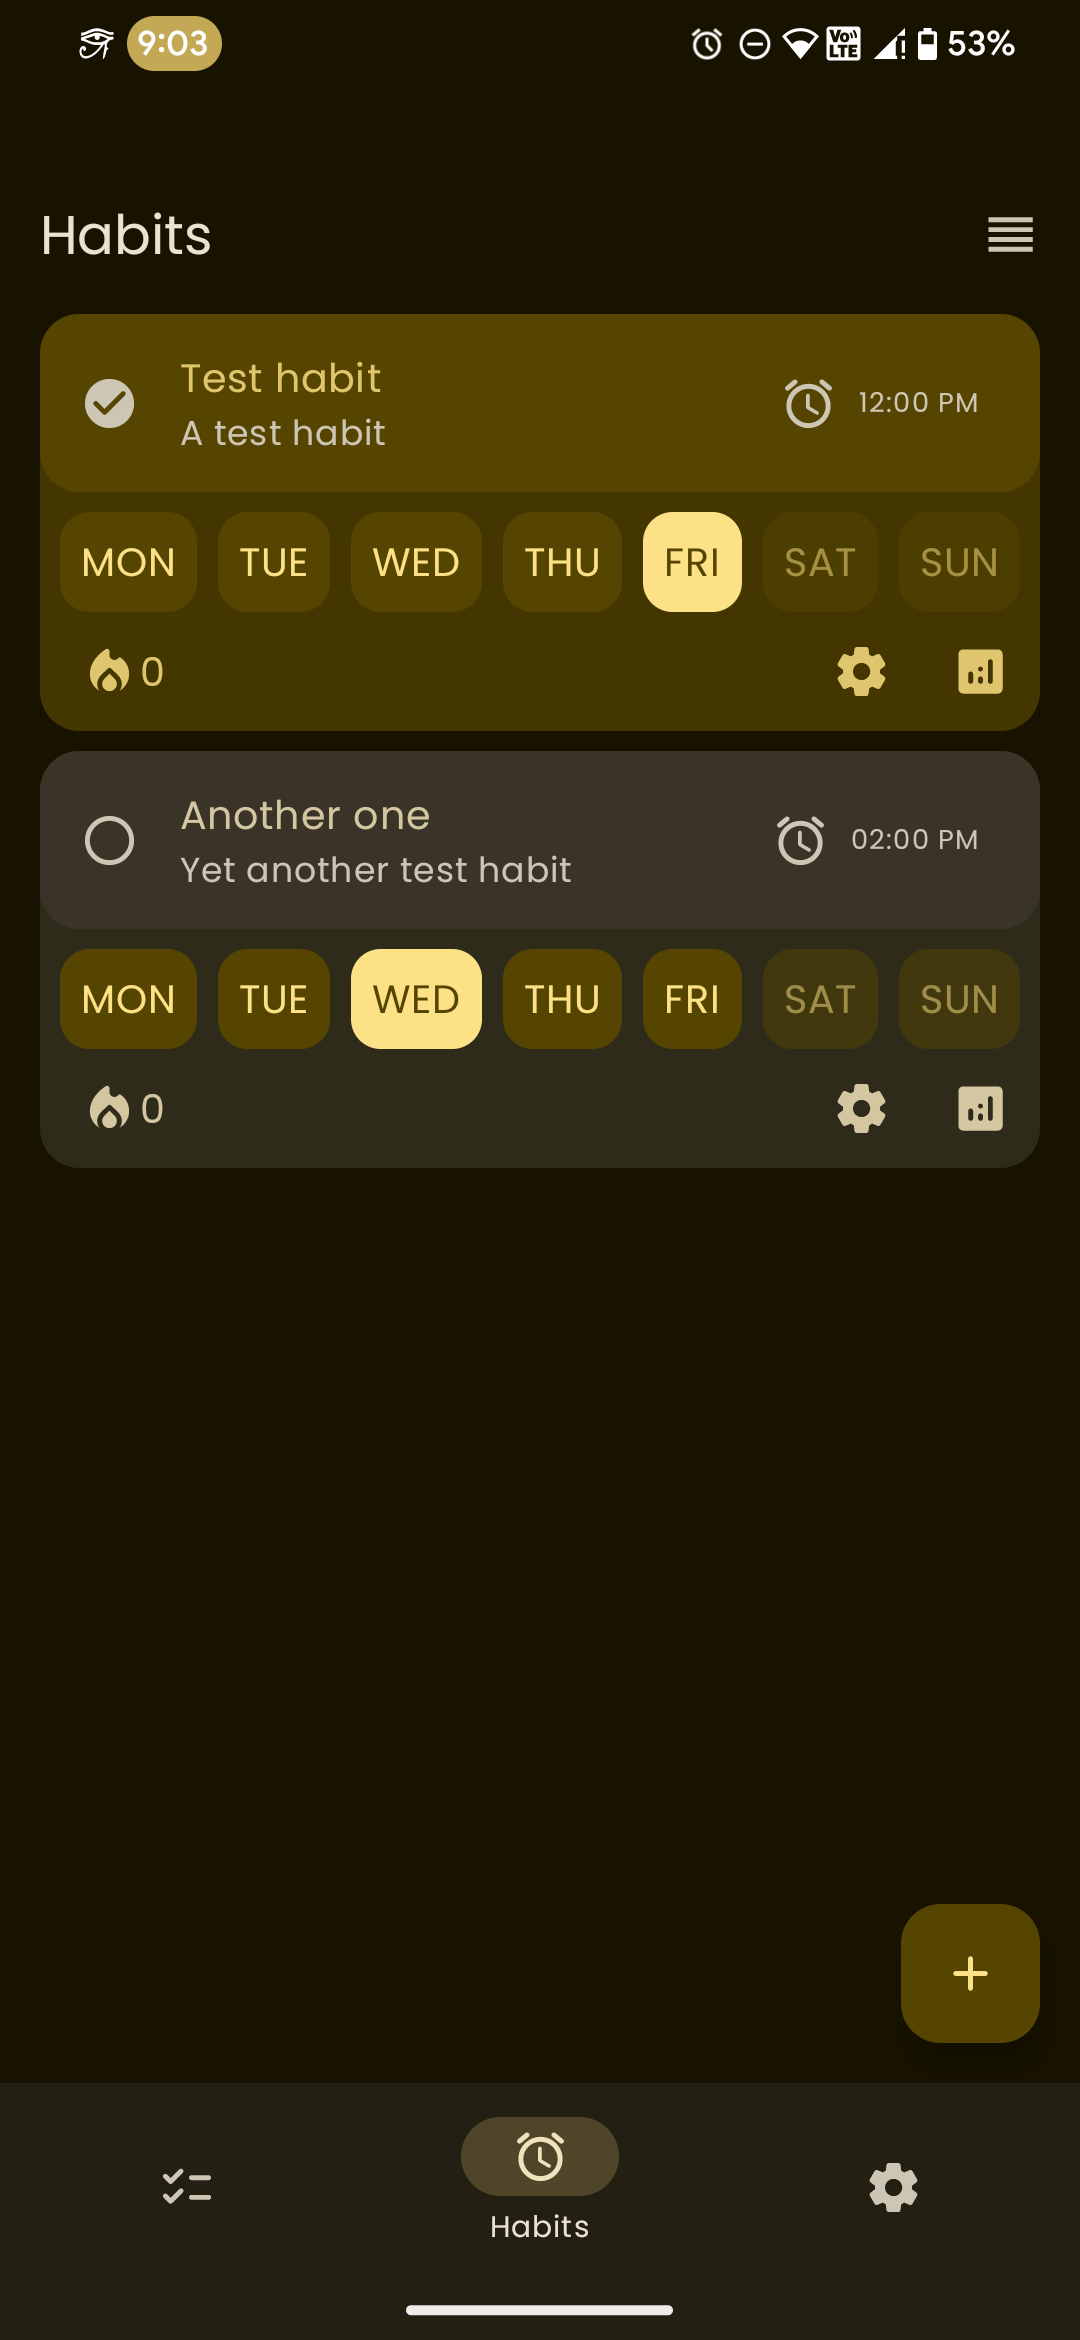 9:03 Vo LTE 53%
Habits
Test habit
A test habit
12:00 PM
MON TUE WED THU FRI SAT SUN
0
Another one
Yet another test habit
02:00 PM
MON TUE WED THU FRI SAT SUN
0
Habits